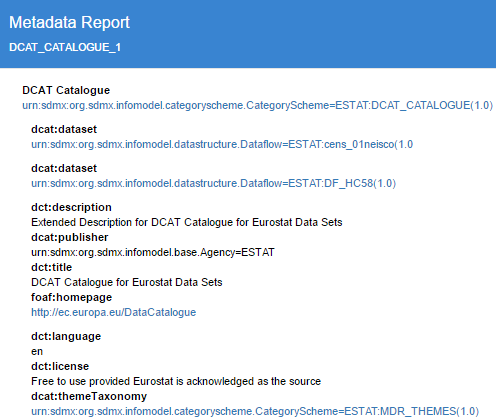 Metadata Report
DCAT_CATALOGUE_1
DCAT Catalogue
urn:sdmx:org.sdmx.infomodel.categoryscheme.CategoryScheme=ESTAT:DCAT_CATALOGUE(1.0)
dcat:dataset
urn:sdmx:org.sdmx.infomodel.datastructure.Dataflow=ESTAT:cens_01neisco(1.0
dcat:dataset
urn:sdmx:org.sdmx.infomodel.datastructure.Dataflow=ESTAT:DF_HC58(1.0)
dct:description
Extended Description for DCAT Catalogue for Eurostat Data Sets
dcat:publisher
urn:sdmx:org.sdmx.infomodel.base.Agency=ESTAT
dct:title
DCAT Catalogue for Eurostat Data Sets
foaf:homepage
http://ec.europa.eu/DataCatalogue
dct:language
en
dct:license
Free to use provided Eurostat is acknowledged as the source
dcat:themeTaxonomy
urn:sdmx:org.sdmx.infomodel.categoryscheme.CategoryScheme=ESTAT:MDR_THEMES(1.0)